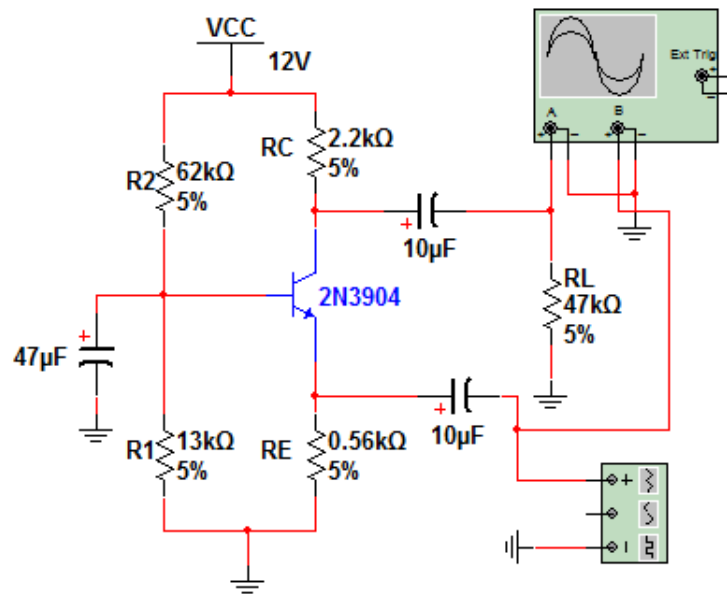 VCC
12V
Ext Trig
+
A
B
+ − + −
RC
2.2kΩ
5%
R2
62kΩ
5%
+
10µF
2N3904
RL
47kΩ
5%
+
47µF
+
10µF
R1
13kΩ
5%
RE
0.56kΩ
5%
+